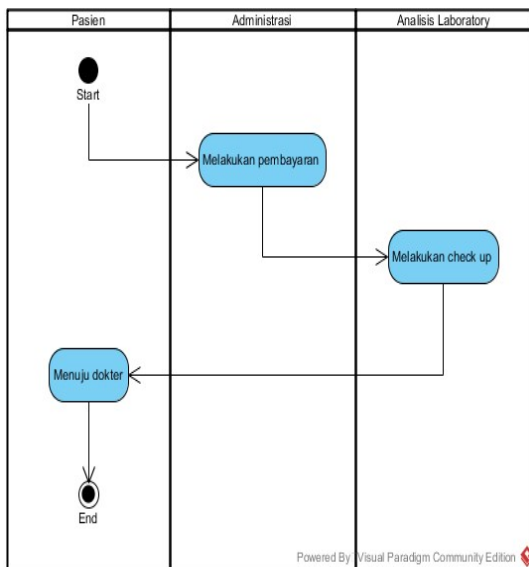 Pasien
Administrasi
Analisis Laboratory
Start
Melakukan pembayaran
Melakukan check up
Menuju dokter
End
Powered By Visual Paradigm Community Edition